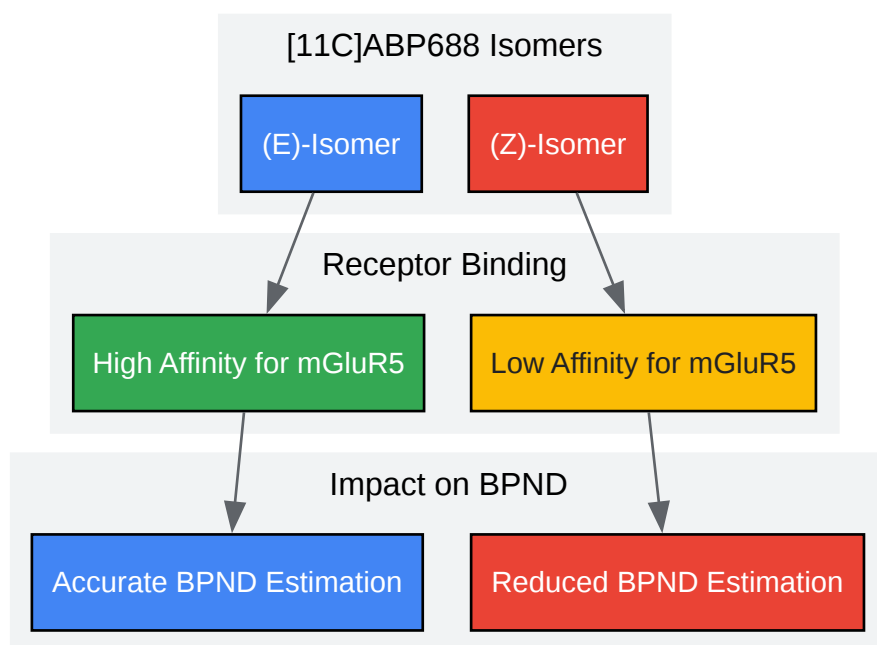 [11C]ABP688 Isomers
(E)-Isomer
(Z)-Isomer
Receptor Binding
High Affinity for mGluR5
Low Affinity for mGluR5
Impact on BPND
Accurate BPND Estimation
Reduced BPND Estimation